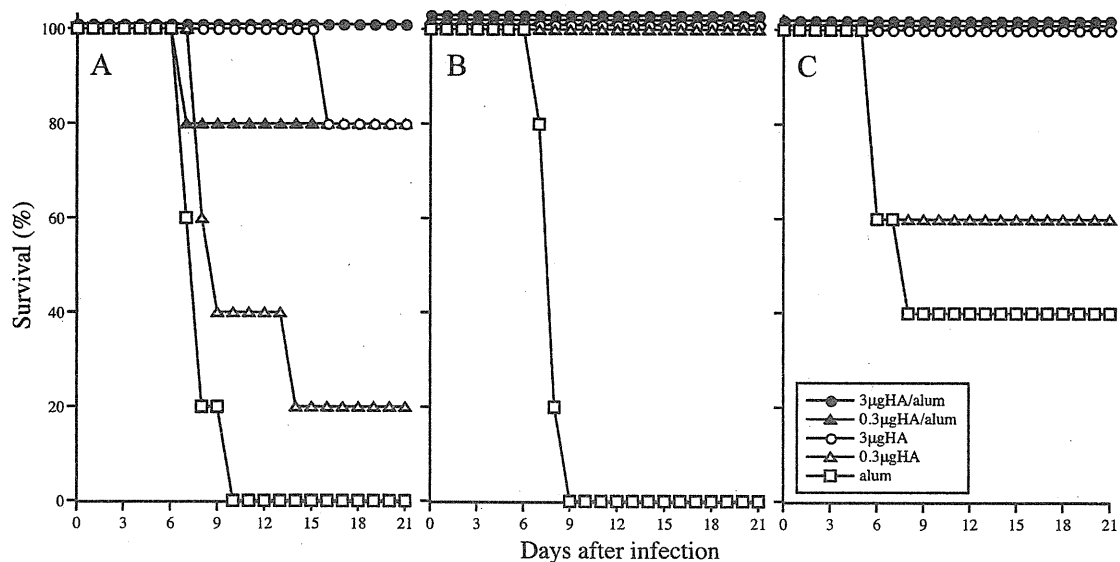 100
80
60
40
20
0
Survival (%)
A
B
C
0 3 6 9 12 15 18 21
0 3 6 9 12 15 18 21
0 3 6 9 12 15 18 21
3μgHA/alum
0.3μgHA/alum
3μgHA
0.3μgHA
alum
Days after infection